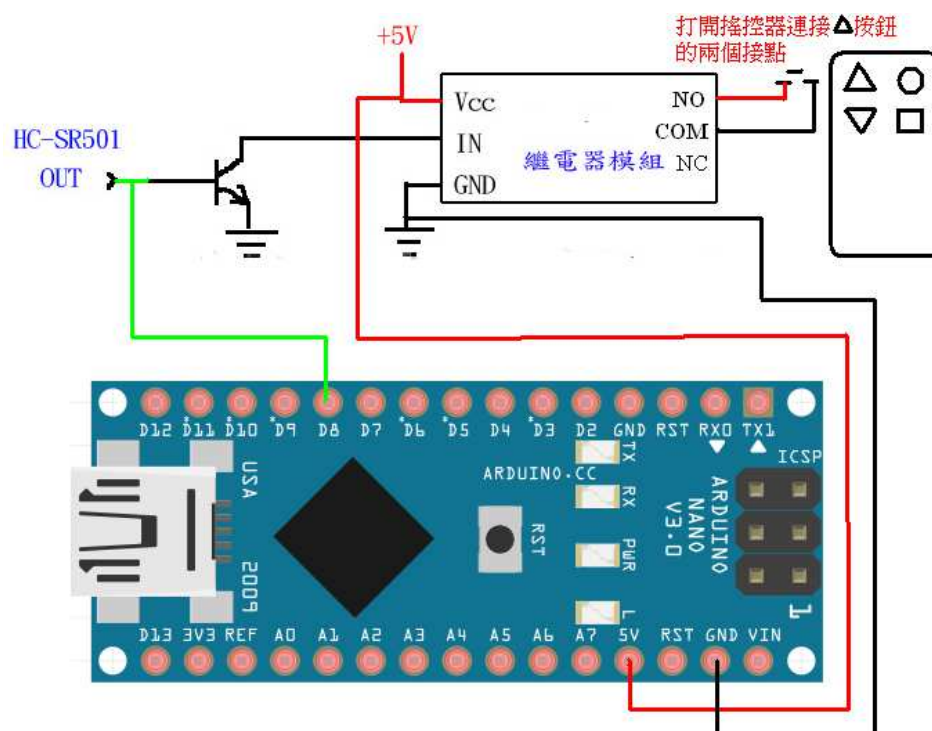 打開搖控器連接△按鈕
的兩個接點
+5V
Vcc
NO
HC-SR501
IN
COM
OUT
繼電器模組 NC
GND
D12 D11 D10 D9 D8 D7 D6 D5 D4 D3 D2 GND RST RX0 TX1
USA
ARDUINO.CC
TX
ICSP
RX
RST
ARDUINO
NANO
V3.0
PWR
2009
L
1
D13 3V3 REF A0 A1 A2 A3 A4 A5 A6 A7 5V RST GND VIN